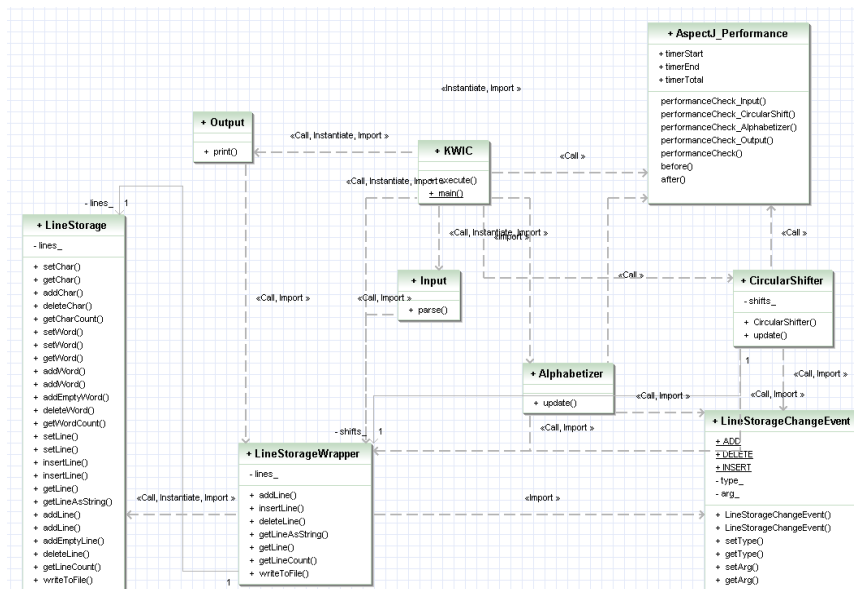 + AspectJ_Performance
+ timerStart
+ timerEnd
+ timerTotal
performanceCheck_Input()
performanceCheck_CircularShift()
performanceCheck_Alphabetizer()
performanceCheck_Output()
performanceCheck()
before()
after()
«Instantiate, Import »
+ Output
+ print()
«Call, Instantiate, Import »
+ KWIC
execute()
+ main()
«Call »
«Call, Instantiate, Import »
- lines_ 1
+ LineStorage
- lines_
+ setChar()
+ getChar()
+ addChar()
+ deleteChar()
+ getCharCount()
+ setWord()
+ setWord()
+ getWord()
+ addWord()
+ addWord()
+ addEmptyWord()
+ deleteWord()
+ getWordCount()
+ setLine()
+ setLine()
+ insertLine()
+ insertLine()
+ getLine()
+ getLineAsString()
+ addLine()
+ addLine()
+ addEmptyLine()
+ deleteLine()
+ getLineCount()
+ writeToFile()
«Call, Instantiate, Import »
«Import »
«Call »
«Call »
+ Input
+ parse()
«Call, Import »
«Call, Import »
+ CircularShifter
- shifts_
+ CircularShifter()
+ update()
1
«Call, Import »
«Call, Import »
+ Alphabetizer
+ update()
«Call, Import »
«Call, Import »
- shifts_ 1
+ LineStorageWrapper
- lines_
+ addLine()
+ insertLine()
+ deleteLine()
+ getLineAsString()
+ getLine()
+ getLineCount()
+ writeToFile()
1
«Call, Instantiate, Import »
«Import »
+ LineStorageChangeEvent
+ ADD
+ DELETE
+ INSERT
- type_
- arg_
+ LineStorageChangeEvent()
+ LineStorageChangeEvent()
+ setType()
+ getType()
+ setArg()
+ getArg()